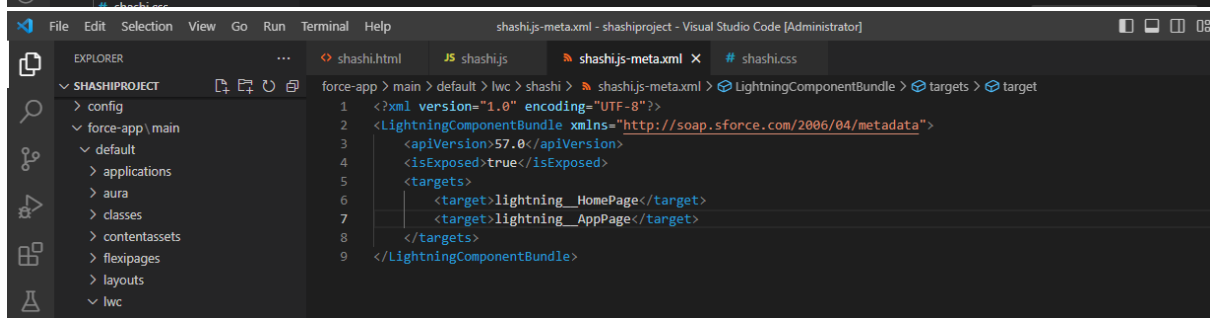 # shashi.css
File Edit Selection View Go Run Terminal Help shashi.js-meta.xml - shashiproject - Visual Studio Code [Administrator]
EXPLORER ... <> shashi.html JS shashi.js shashi.js-meta.xml × # shashi.css
SHASHIPROJECT force-app > main > default > lwc > shashi > shashi.js-meta.xml > LightningComponentBundle > targets > target
> config 1 <?xml version="1.0" encoding="UTF-8"?>
force-app\main 2 <LightningComponentBundle xmlns="http://soap.sforce.com/2006/04/metadata">
default 3 <apiVersion>57.0</apiVersion>
> applications 4 <isExposed>true</isExposed>
> aura 5 <targets>
> classes 6 <target>lightning__HomePage</target>
> contentassets 7 <target>lightning__AppPage</target>
> flexipages 8 </targets>
> layouts 9 </LightningComponentBundle>
lwc